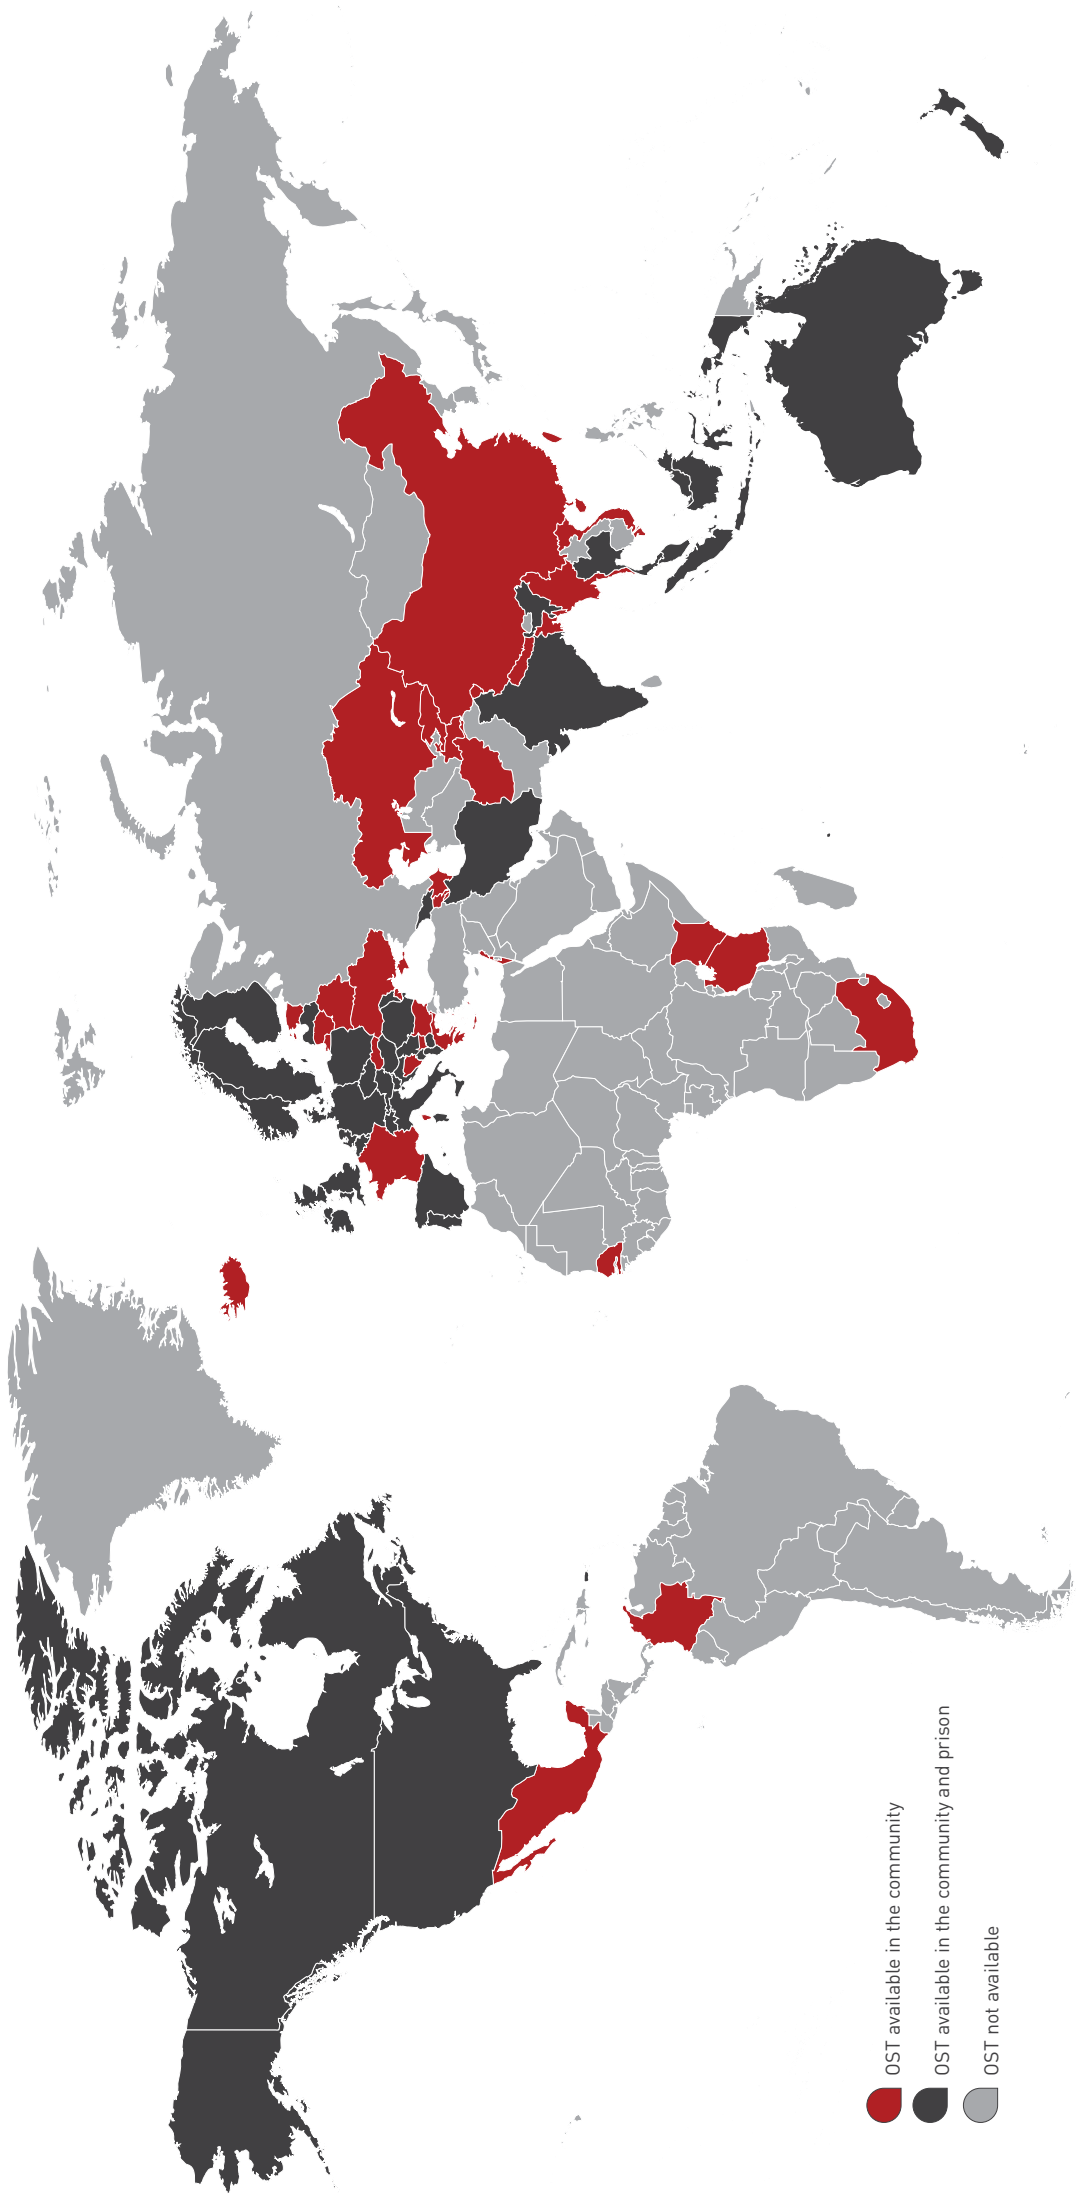 OST available in the community
OST available in the community and prison
OST not available